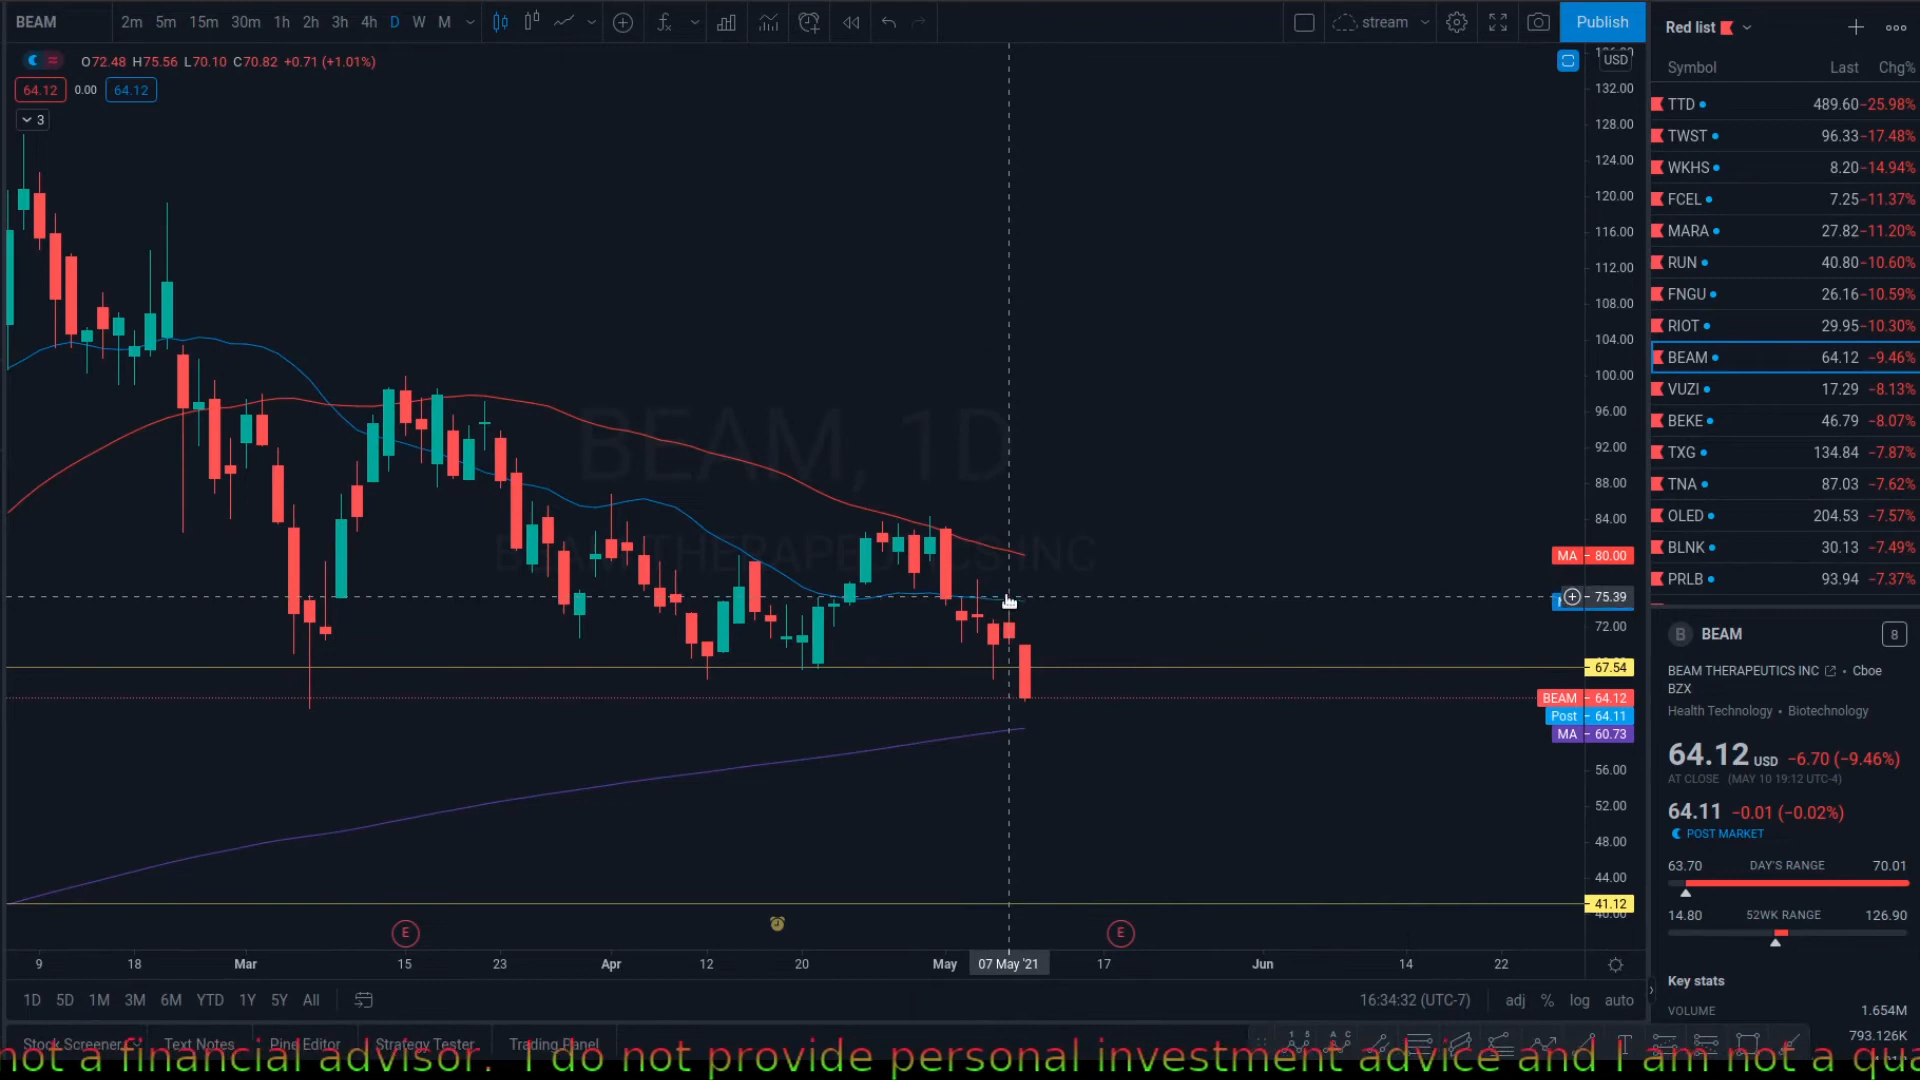 BEAM 2m 5m 15m 30m 1h 2h 3h 4h D W M stream Publish
O72.48 H75.56 L70.10 C70.82 +0.71 (+1.01%)
64.12 0.00 64.12
3
BEAM, 1D
BEAM THERAPEUTICS INC
USD
132.00
128.00
124.00
120.00
116.00
112.00
108.00
104.00
100.00
96.00
92.00
88.00
84.00
MA 80.00
75.39
72.00
67.54
BEAM 64.12
Post 64.11
MA 60.73
56.00
52.00
48.00
44.00
41.12
E E
9 18 Mar 15 23 Apr 12 20 May 07 May '21 17 Jun 14 22
1D 5D 1M 3M 6M YTD 1Y 5Y All 16:34:32 (UTC-7) adj % log auto
Stock Screener Text Notes Pine Editor Strategy Tester Trading Panel
not a financial advisor. I do not provide personal investment advice and I am not a qua
Red list
Symbol Last Chg%
TTD 489.60 −25.98%
TWST 96.33 −17.48%
WKHS 8.20 −14.94%
FCEL 7.25 −11.37%
MARA 27.82 −11.20%
RUN 40.80 −10.60%
FNGU 26.16 −10.59%
RIOT 29.95 −10.30%
BEAM 64.12 −9.46%
VUZI 17.29 −8.13%
BEKE 46.79 −8.07%
TXG 134.84 −7.87%
TNA 87.03 −7.62%
OLED 204.53 −7.57%
BLNK 30.13 −7.49%
PRLB 93.94 −7.37%
B BEAM 8
BEAM THERAPEUTICS INC • Cboe
BZX
Health Technology • Biotechnology
64.12 USD −6.70 (−9.46%)
AT CLOSE (MAY 10 19:12 UTC-4)
64.11 −0.01 (−0.02%)
POST MARKET
63.70 DAY'S RANGE 70.01
14.80 52WK RANGE 126.90
Key stats
VOLUME 1.654M
793.126K